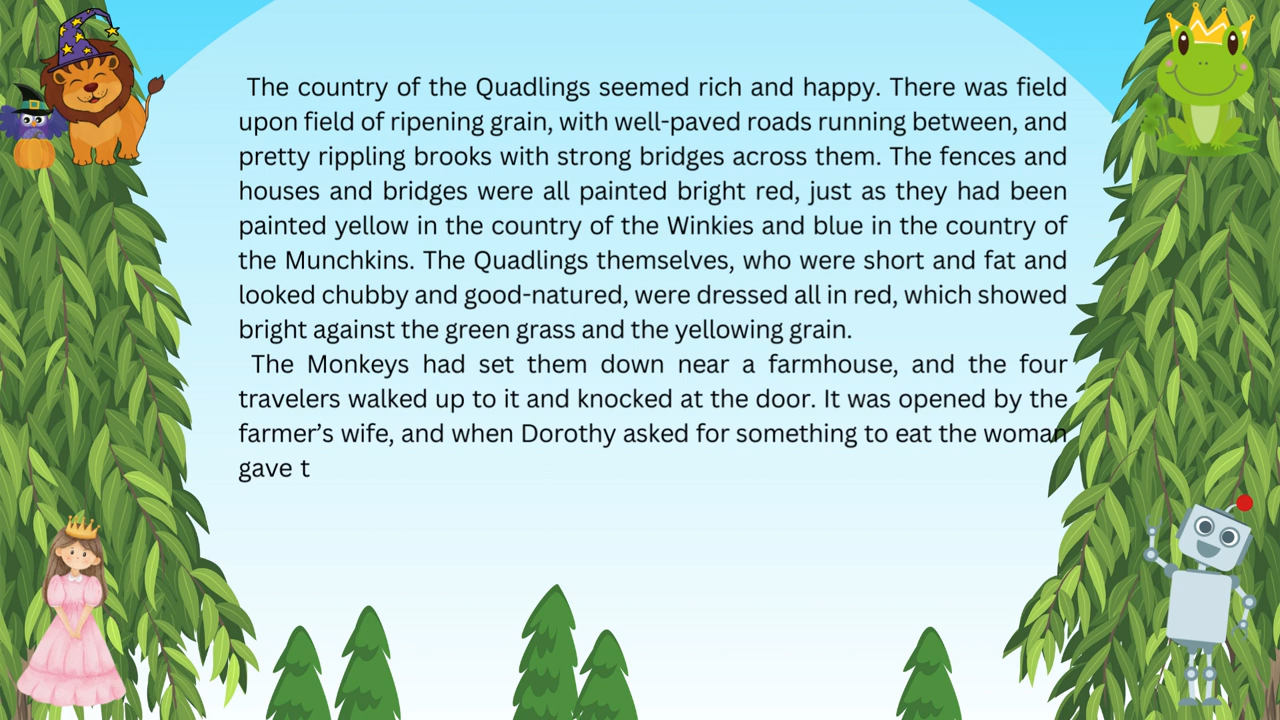 The country of the Quadlings seemed rich and happy. There was field
upon field of ripening grain, with well-paved roads running between, and
pretty rippling brooks with strong bridges across them. The fences and
houses and bridges were all painted bright red, just as they had been
painted yellow in the country of the Winkies and blue in the country of
the Munchkins. The Quadlings themselves, who were short and fat and
looked chubby and good-natured, were dressed all in red, which showed
bright against the green grass and the yellowing grain.
The Monkeys had set them down near a farmhouse, and the four
travelers walked up to it and knocked at the door. It was opened by the
farmer’s wife, and when Dorothy asked for something to eat the woman
gave t